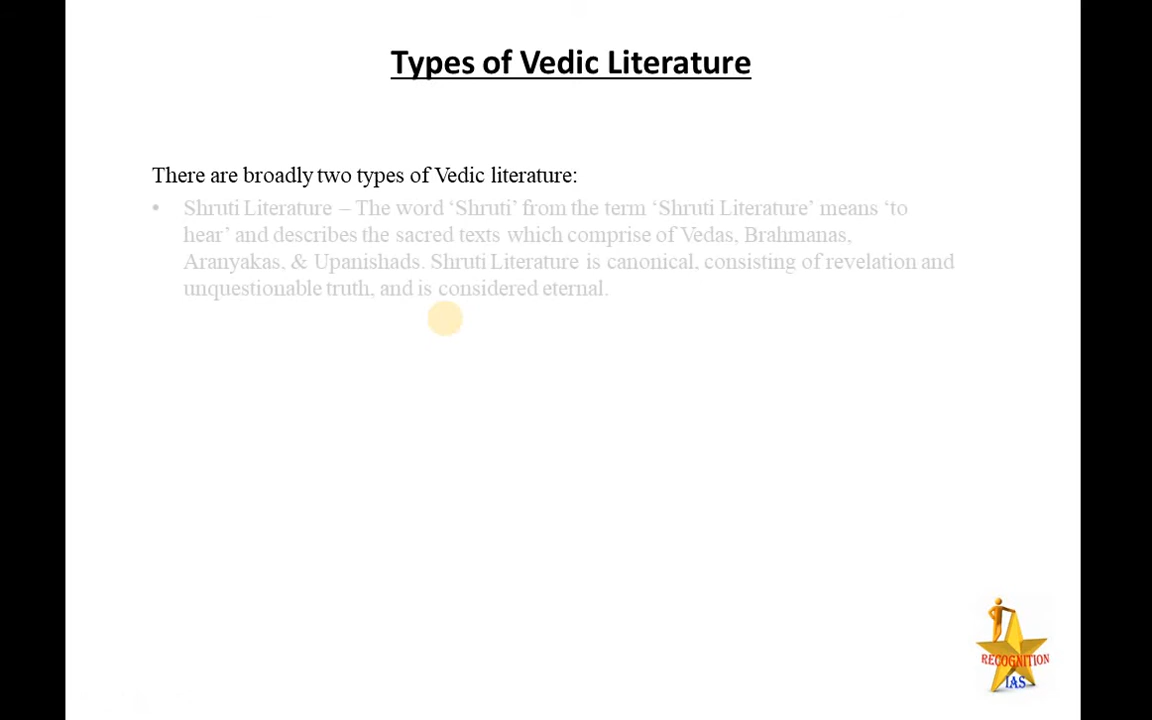 Types of Vedic Literature
There are broadly two types of Vedic literature:
• Shruti Literature – The word ‘Shruti’ from the term ‘Shruti Literature’ means ‘to
hear’ and describes the sacred texts which comprise of Vedas, Brahmanas,
Aranyakas, & Upanishads. Shruti Literature is canonical, consisting of revelation and
unquestionable truth, and is considered eternal.
RECOGNITION
IAS